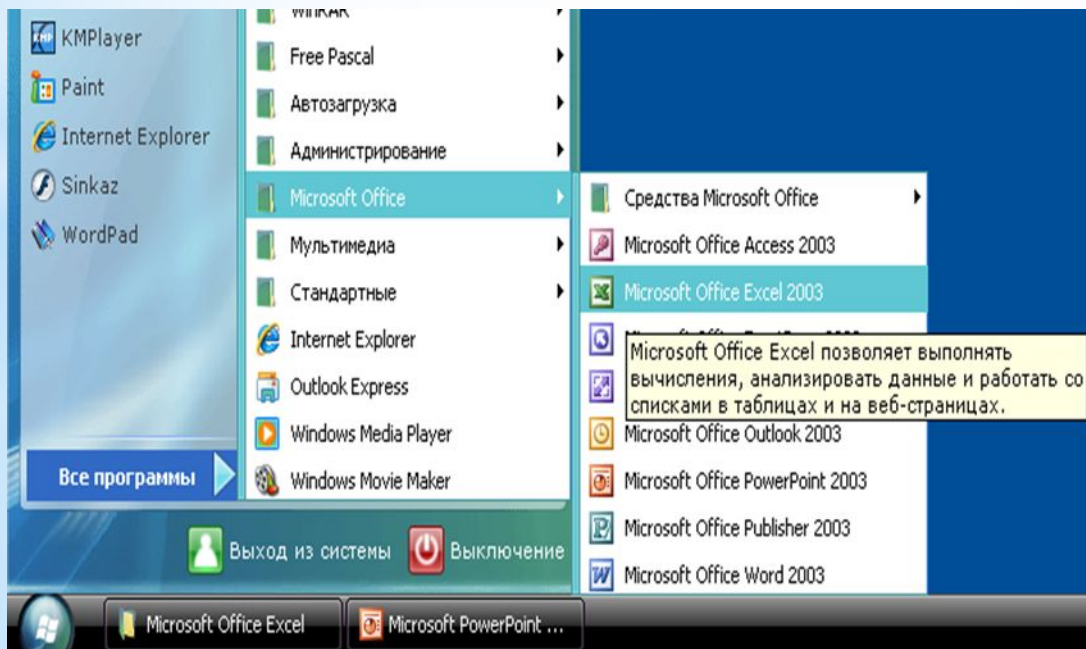 KMPlayer
Paint
Internet Explorer
Sinkaz
WordPad
Все программы
WinRAR
Free Pascal
Автозагрузка
Администрирование
Microsoft Office
Мультимедиа
Стандартные
Internet Explorer
Outlook Express
Windows Media Player
Windows Movie Maker
Средства Microsoft Office
Microsoft Office Access 2003
Microsoft Office Excel 2003
Microsoft Office Excel позволяет выполнять
вычисления, анализировать данные и работать со
списками в таблицах и на веб-страницах.
Microsoft Office Outlook 2003
Microsoft Office PowerPoint 2003
Microsoft Office Publisher 2003
Microsoft Office Word 2003
Выход из системы
Выключение
Microsoft Office Excel
Microsoft PowerPoint ...